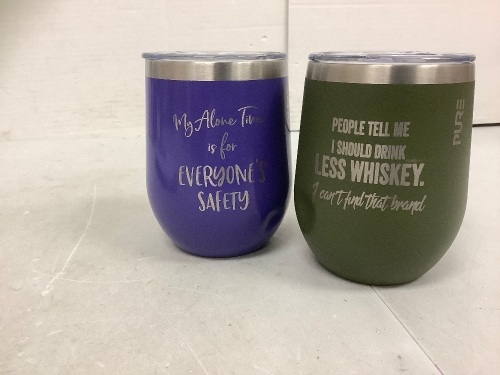 My Alone Time
is for
EVERYONE'S
SAFETY
PEOPLE TELL ME
I SHOULD DRINK
LESS WHISKEY.
I can't find that brand
PURE